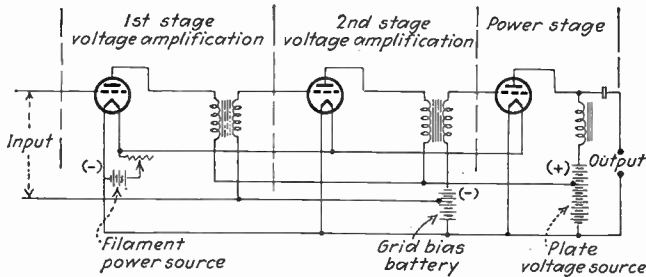 1st stage
voltage amplification
2nd stage
voltage amplification
Power stage
Input
(-)
(-)
(+)
Output
Filament
power source
Grid bias
battery
Plate
voltage source